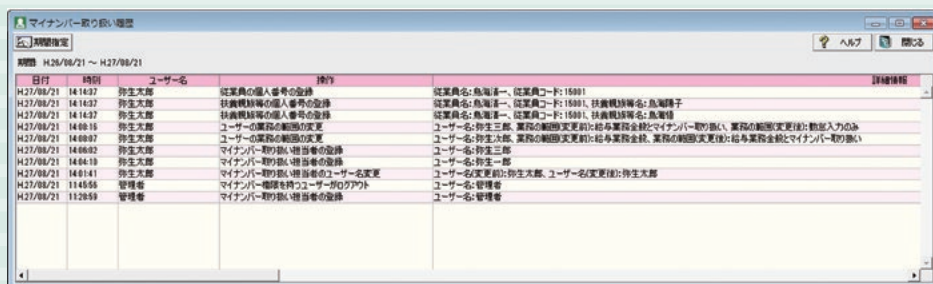 マイナンバー取り扱い履歴
期間指定 ヘルプ 閉じる
期間: H.26/08/21 ～ H.27/08/21
日付 時刻 ユーザー名 操作 詳細情報
H.27/08/21 14:14:37 弥生太郎 従業員の個人番号の登録 従業員名:鳥海清一、従業員コード:15001
H.27/08/21 14:14:37 弥生太郎 扶養親族等の個人番号の登録 従業員名:鳥海清一、従業員コード:15001、扶養親族等名:鳥海陽子
H.27/08/21 14:14:37 弥生太郎 扶養親族等の個人番号の登録 従業員名:鳥海清一、従業員コード:15001、扶養親族等名:鳥海
H.27/08/21 14:08:15 弥生太郎 ユーザーの業務の範囲の変更 ユーザー名:弥生三郎、業務の範囲(変更前):給与業務全般とマイナンバー取り扱い、業務の範囲(変更後):勤怠入力のみ
H.27/08/21 14:08:07 弥生太郎 ユーザーの業務の範囲の変更 ユーザー名:弥生次郎、業務の範囲(変更前):給与業務全般、業務の範囲(変更後):給与業務全般とマイナンバー取り扱い
H.27/08/21 14:06:02 弥生太郎 マイナンバー取り扱い担当者の登録 ユーザー名:弥生三郎
H.27/08/21 14:04:10 弥生太郎 マイナンバー取り扱い担当者の登録 ユーザー名:弥生一郎
H.27/08/21 14:01:41 弥生太郎 マイナンバー取り扱い担当者のユーザー名変更 ユーザー名(変更前):弥生太郎、ユーザー名(変更後):弥生太郎
H.27/08/21 11:45:56 管理者 マイナンバー権限を持つユーザーがログアウト ユーザー名:管理者
H.27/08/21 11:28:59 管理者 マイナンバー取り扱い担当者の登録 ユーザー名:管理者